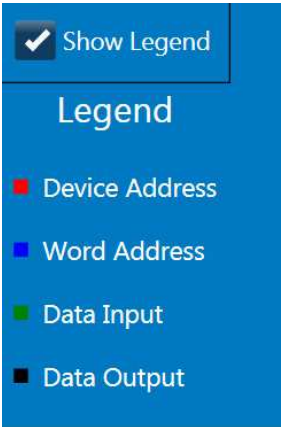 Show Legend
Legend
Device Address
Word Address
Data Input
Data Output